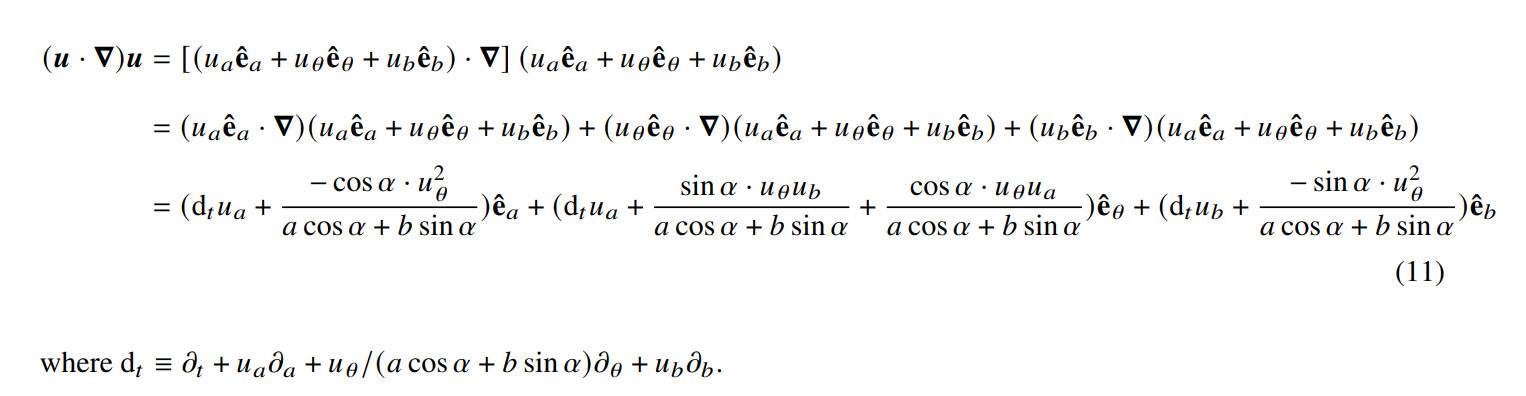 (𝒖 · ∇)𝒖 = [(u_a ê_a + u_θ ê_θ + u_b ê_b) · ∇] (u_a ê_a + u_θ ê_θ + u_b ê_b)
= (u_a ê_a · ∇)(u_a ê_a + u_θ ê_θ + u_b ê_b) + (u_θ ê_θ · ∇)(u_a ê_a + u_θ ê_θ + u_b ê_b) + (u_b ê_b · ∇)(u_a ê_a + u_θ ê_θ + u_b ê_b)
= (d_t u_a + \frac{− cos α · u_θ^2}{a cos α + b sin α})ê_a + (d_t u_a + \frac{sin α · u_θ u_b}{a cos α + b sin α} + \frac{cos α · u_θ u_a}{a cos α + b sin α})ê_θ + (d_t u_b + \frac{− sin α · u_θ^2}{a cos α + b sin α})ê_b
(11)
where d_t ≡ ∂_t + u_a ∂_a + u_θ/(a cos α + b sin α)∂_θ + u_b ∂_b.